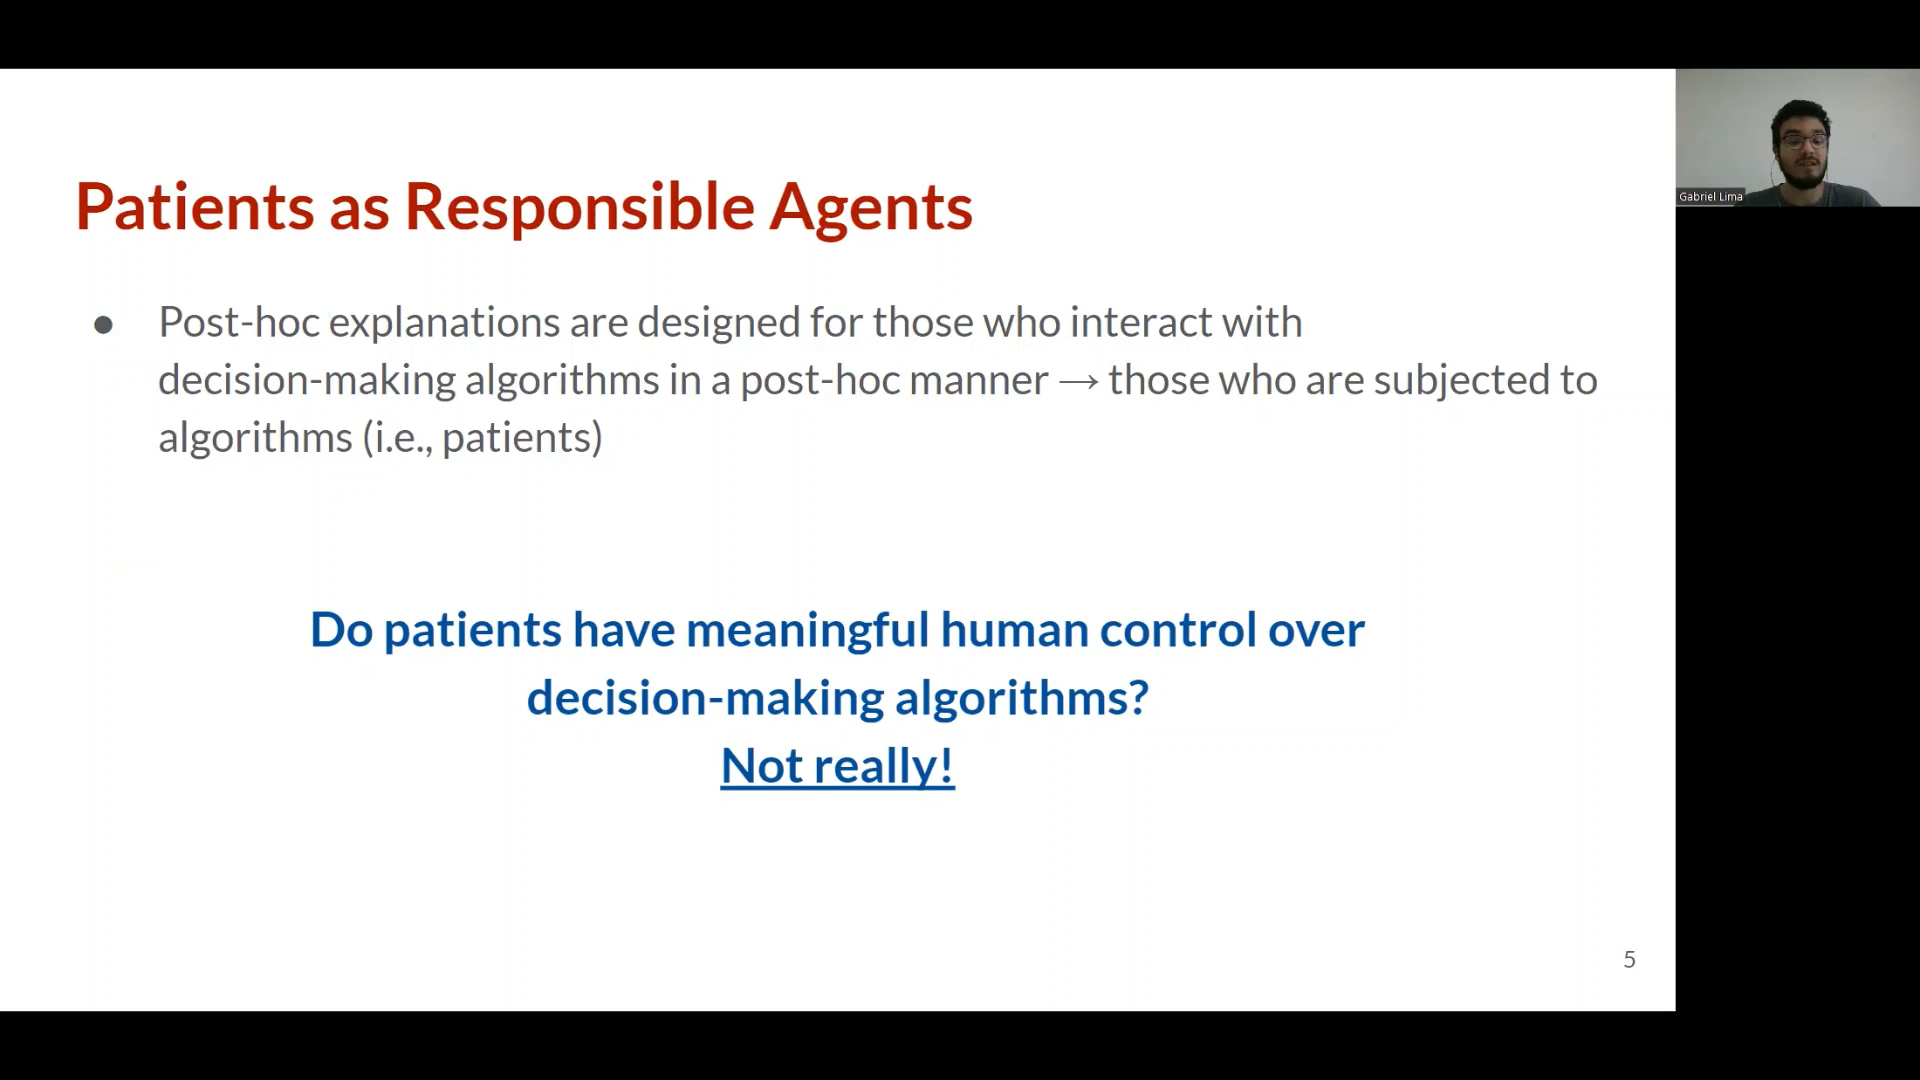 Patients as Responsible Agents
● Post-hoc explanations are designed for those who interact with
decision-making algorithms in a post-hoc manner → those who are subjected to
algorithms (i.e., patients)
Do patients have meaningful human control over
decision-making algorithms?
Not really!
5
Gabriel Lima